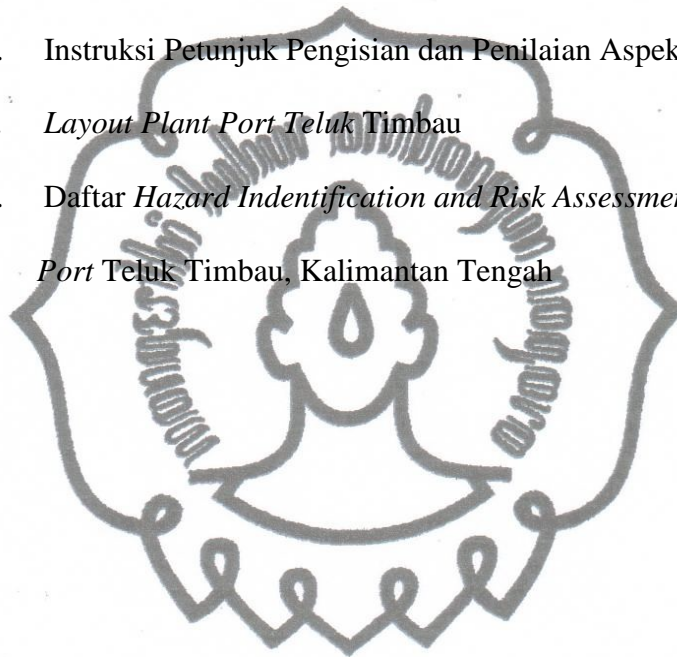 . Instruksi Petunjuk Pengisian dan Penilaian Aspek
Layout Plant Port Teluk Timbau
. Daftar Hazard Indentification and Risk Assessme
Port Teluk Timbau, Kalimantan Tengah